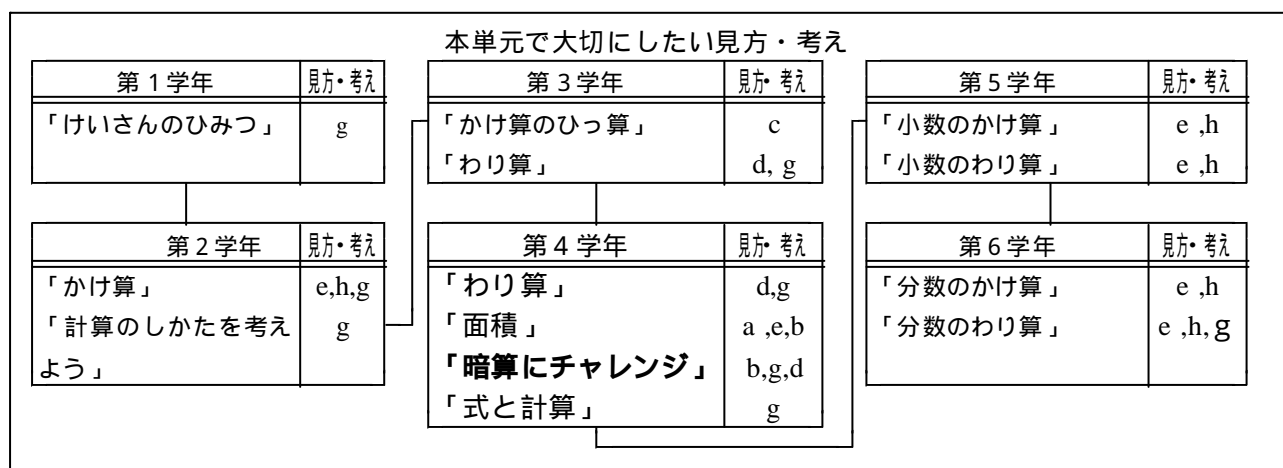 本単元で大切にしたい見方・考え
第1学年 見方・考え
「けいさんのひみつ」 g
第2学年 見方・考え
「かけ算」 e,h,g
「計算のしかたを考え g
よう」
第3学年 見方・考え
「かけ算のひっ算」 c
「わり算」 d, g
第4学年 見方・考え
「わり算」 d,g
「面積」 a ,e,b
「暗算にチャレンジ」 b,g,d
「式と計算」 g
第5学年 見方・考え
「小数のかけ算」 e ,h
「小数のわり算」 e ,h
第6学年 見方・考え
「分数のかけ算」 e ,h
「分数のわり算」 e ,h, g